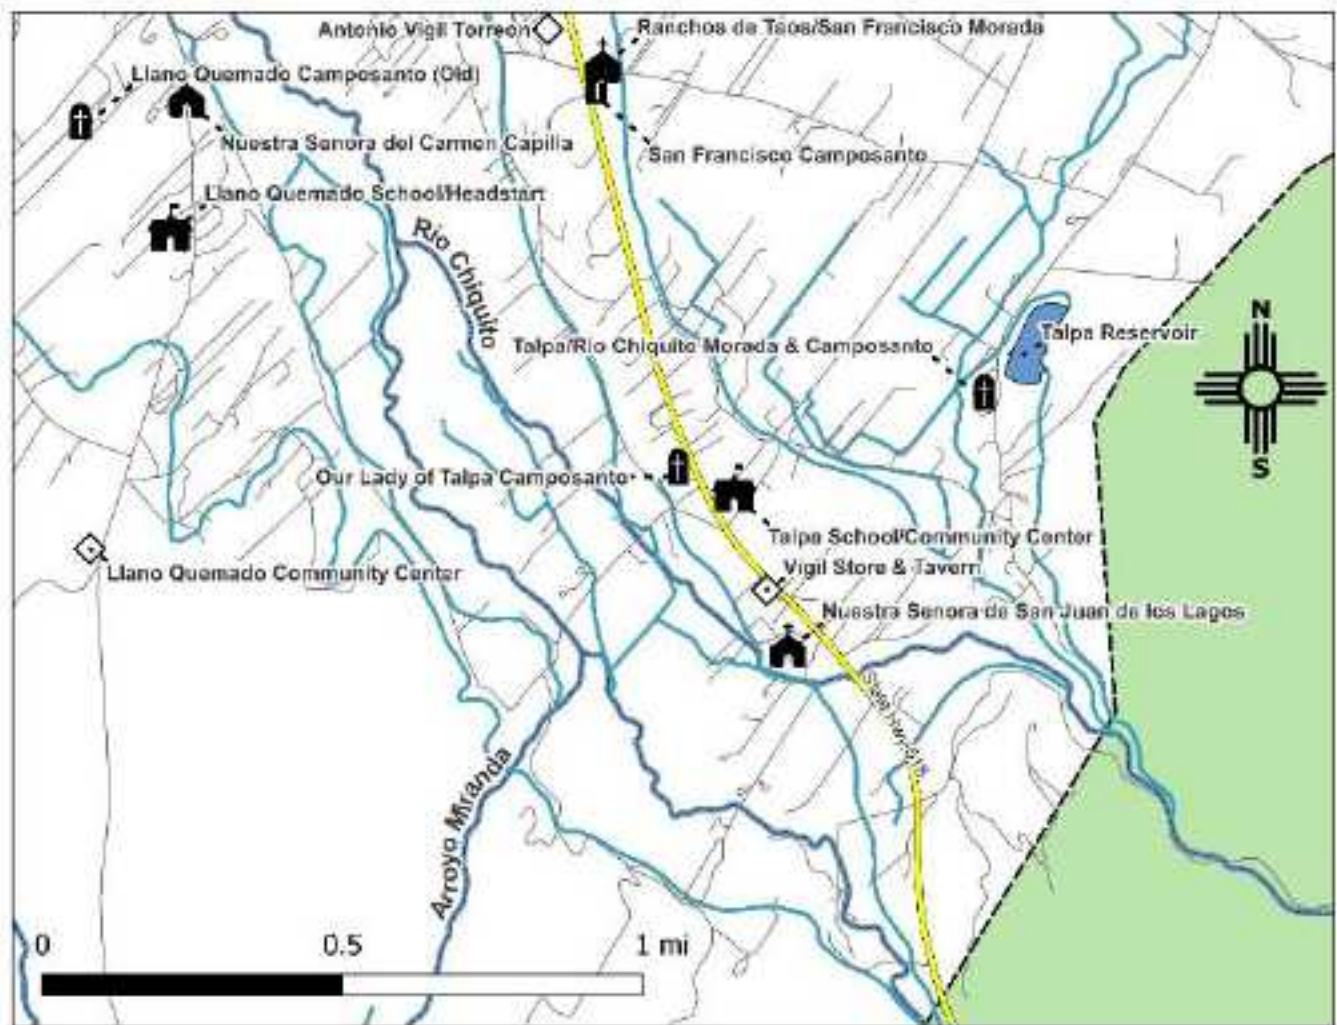 Antonio Vigil Torreon
Ranchos de Taos/San Francisco Morada
Llano Quemado Camposanto (Old)
Nuestra Senora del Carmen Capilla
San Francisco Camposanto
Llano Quemado School/Headstart
Rio Chiquito
N
Talpa/Rio Chiquito Morada & Camposanto
Talpa Reservoir
S
Our Lady of Talpa Camposanto
Talpa School/Community Center
Vigil Store & Tavern
Llano Quemado Community Center
Nuestra Senora de San Juan de los Lagos
State Hwy 518
Arroyo Miranda
0 0.5 1 mi